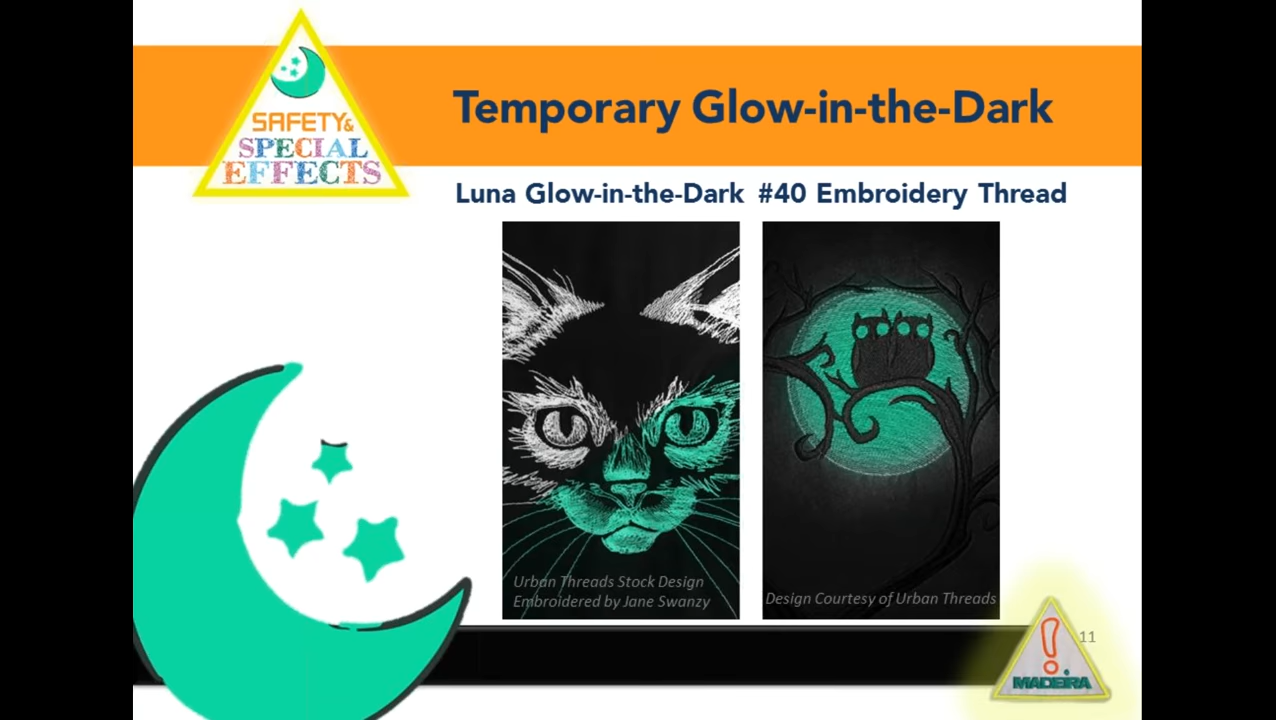 SAFETY&
SPECIAL
EFFECTS
Temporary Glow-in-the-Dark
Luna Glow-in-the-Dark #40 Embroidery Thread
Urban Threads Stock Design
Embroidered by Jane Swanzy
Design Courtesy of Urban Threads
!
MADEIRA
11